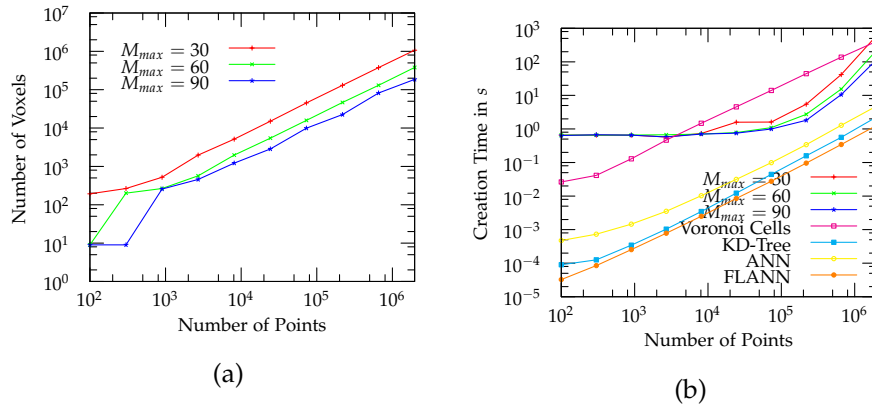 10^7
10^6
10^5
10^4
10^3
10^2
10^1
10^0
Number of Voxels
M_max = 30
M_max = 60
M_max = 90
10^2 10^3 10^4 10^5 10^6
Number of Points
(a)
10^3
10^2
10^1
10^0
10^-1
10^-2
10^-3
10^-4
10^-5
Creation Time in s
M_max = 30
M_max = 60
M_max = 90
Voronoi Cells
KD-Tree
ANN
FLANN
10^2 10^3 10^4 10^5 10^6
Number of Points
(b)